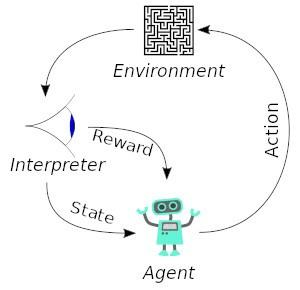 Environment
Reward
Action
Interpreter
State
Agent